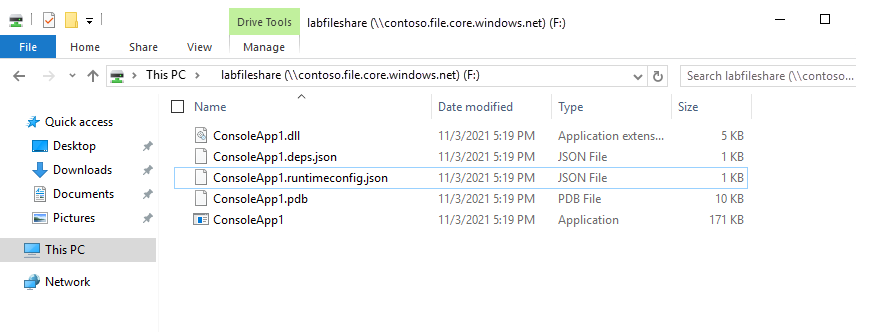 Drive Tools
labfileshare (\\contoso.file.core.windows.net) (F:)
File Home Share View Manage
This PC labfileshare (\\contoso.file.core.windows.net) (F:)
Search labfileshare (\\contoso...
Name Date modified Type Size
Quick access
Desktop
Downloads
Documents
Pictures
This PC
Network
ConsoleApp1.dll 11/3/2021 5:19 PM Application extens... 5 KB
ConsoleApp1.deps.json 11/3/2021 5:19 PM JSON File 1 KB
ConsoleApp1.runtimeconfig.json 11/3/2021 5:19 PM JSON File 1 KB
ConsoleApp1.pdb 11/3/2021 5:19 PM PDB File 10 KB
ConsoleApp1 11/3/2021 5:19 PM Application 171 KB